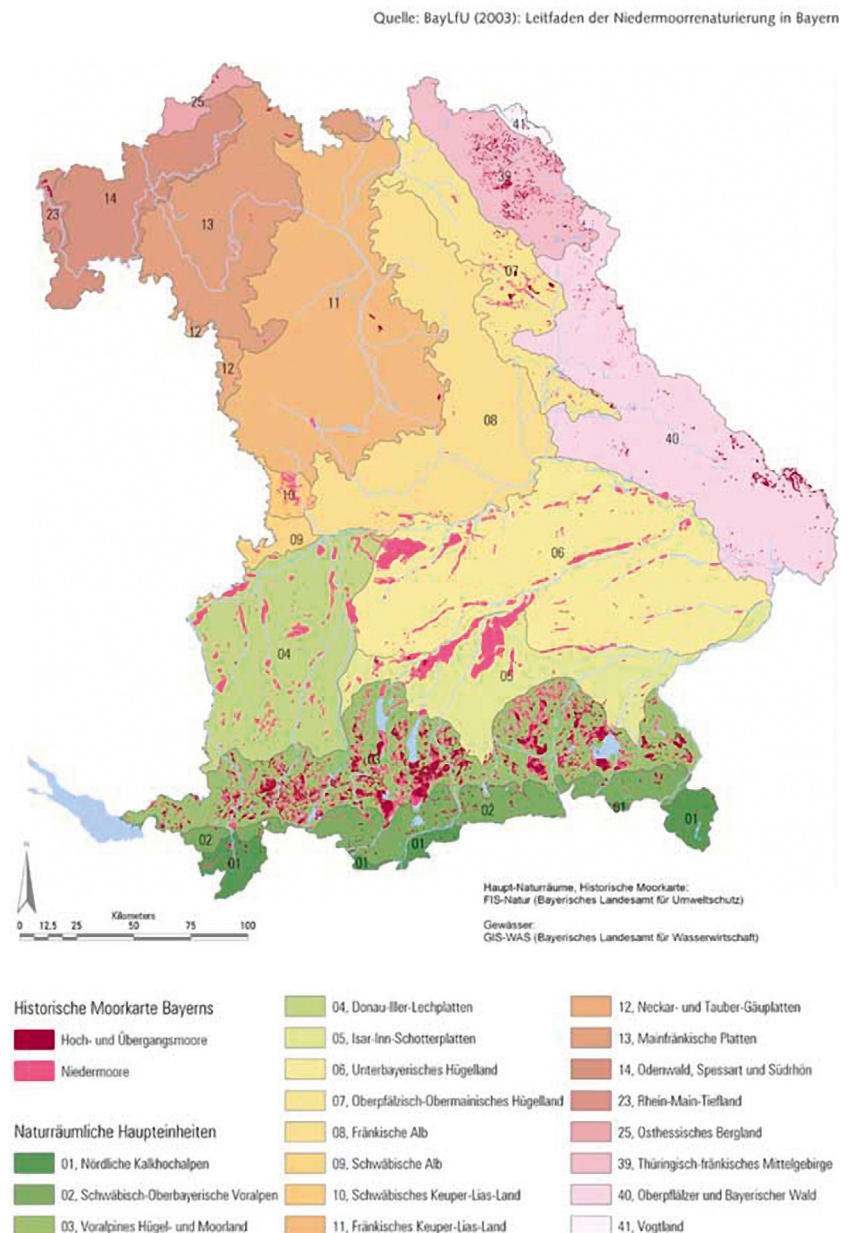 Quelle: BayLfU (2003): Leitfaden der Niedermoorrenaturierung in Bayern
25
41
39
14
23
13
07
11
12
12
08
40
10
09
06
04
05
03
02
01
02
01
01
01
01
N
Haupt-Naturräume, Historische Moorkarte:
FIS-Natur (Bayerisches Landesamt für Umweltschutz)
Gewässer:
GIS-WAS (Bayerisches Landesamt für Wasserwirtschaft)
Kilometers
0 12,5 25 50 75 100
Historische Moorkarte Bayerns
Hoch- und Übergangsmoore
Niedermoore
Naturräumliche Haupteinheiten
01, Nördliche Kalkhochalpen
02, Schwäbisch-Oberbayerische Voralpen
03, Voralpines Hügel- und Moorland
04, Donau-Iller-Lechplatten
05, Isar-Inn-Schotterplatten
06, Unterbayerisches Hügelland
07, Oberpfälzisch-Obermainisches Hügelland
08, Fränkische Alb
09, Schwäbische Alb
10, Schwäbisches Keuper-Lias-Land
11, Fränkisches Keuper-Lias-Land
12, Neckar- und Tauber-Gäuplatten
13, Mainfränkische Platten
14, Odenwald, Spessart und Südrhön
23, Rhein-Main-Tiefland
25, Osthessisches Bergland
39, Thüringisch-fränkisches Mittelgebirge
40, Oberpflälzer und Bayerischer Wald
41, Vogtland